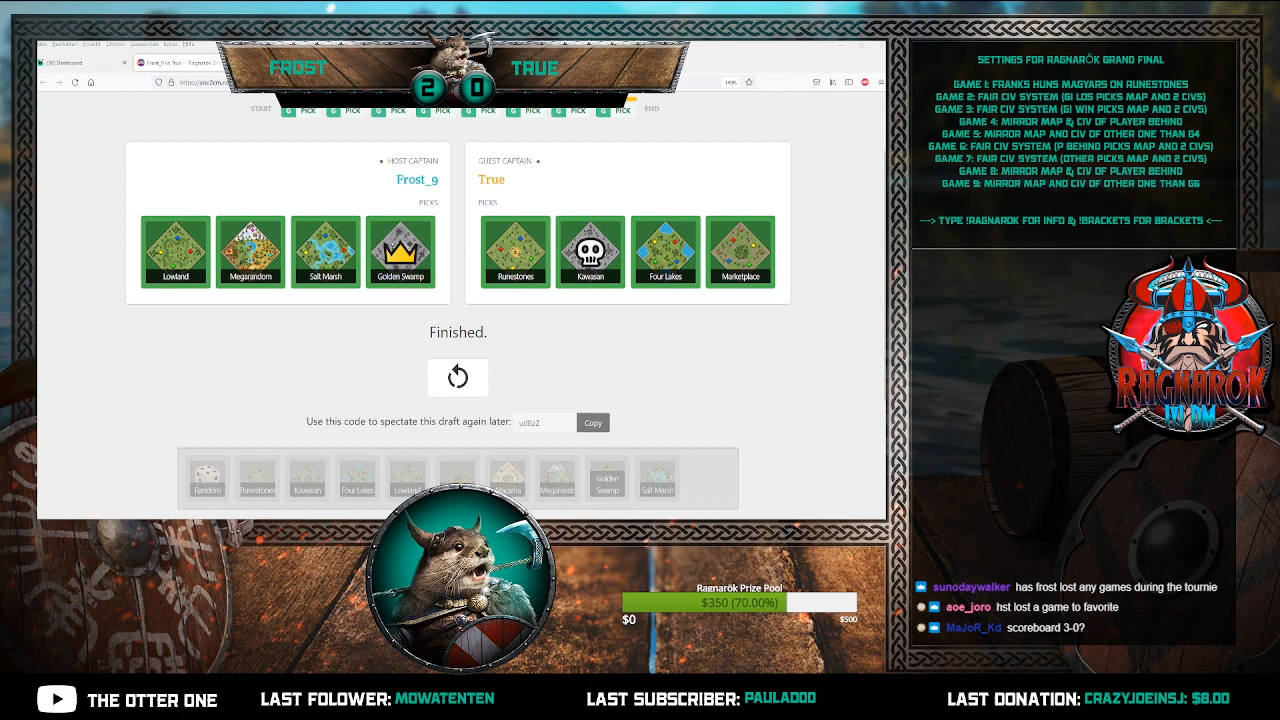 FROST
2
0
TRUE
(SE) Dashboard
140%
START
G PICK
G PICK
G PICK
G PICK
G PICK
G PICK
G PICK
G PICK
END
HOST CAPTAIN
Frost_9
PICKS
Lowland
Megarandom
Salt Marsh
Golden Swamp
GUEST CAPTAIN
True
PICKS
Runestones
Kawasan
Four Lakes
Marketplace
Finished.
Use this code to spectate this draft again later:
udBzZ
Copy
Random
Runestones
Kawasan
Four Lakes
Lowland
Golden Swamp
Salt Marsh
SETTINGS FOR RAGNARÖK GRAND FINAL
GAME 1: FRANKS HUNS MAGYARS ON RUNESTONES
GAME 2: FAIR CIV SYSTEM (G1 LOS PICKS MAP AND 2 CIVS)
GAME 3: FAIR CIV SYSTEM (G1 WIN PICKS MAP AND 2 CIVS)
GAME 4: MIRROR MAP & CIV OF PLAYER BEHIND
GAME 5: MIRROR MAP AND CIV OF OTHER ONE THAN G4
GAME 6: FAIR CIV SYSTEM (P BEHIND PICKS MAP AND 2 CIVS)
GAME 7: FAIR CIV SYSTEM (OTHER PICKS MAP AND 2 CIVS)
GAME 8: MIRROR MAP & CIV OF PLAYER BEHIND
GAME 9: MIRROR MAP AND CIV OF OTHER ONE THAN G6
---> TYPE !RAGNAROK FOR INFO & !BRACKETS FOR BRACKETS <---
RAGNAROK
1V1 DM
Ragnarök Prize Pool
$350 (70.00%)
$0
$500
sunodaywalker has frost lost any games during the tournie
aoe_joro hst lost a game to favorite
MaJoR_Kd scoreboard 3-0?
THE OTTER ONE
LAST FOLOWER: MOWATENTEN
LAST SUBSCRIBER: PAULADOO
LAST DONATION: CRAZYJOEINSJ: $8.00